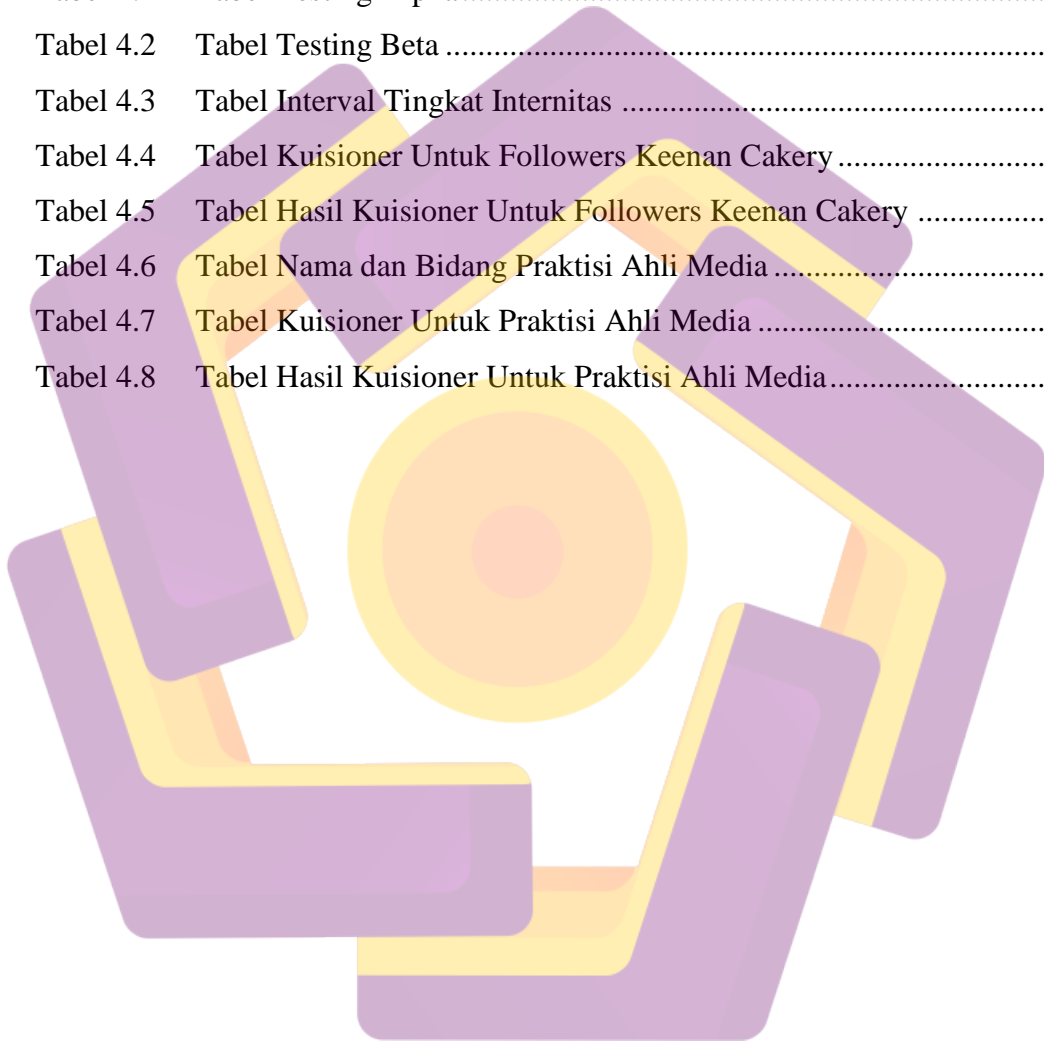 Tabel 4.2 Tabel Testing Beta ...........................................................................
Tabel 4.3 Tabel Interval Tingkat Internitas .....................................................
Tabel 4.4 Tabel Kuisioner Untuk Followers Keenan Cakery ..........................
Tabel 4.5 Tabel Hasil Kuisioner Untuk Followers Keenan Cakery ................
Tabel 4.6 Tabel Nama dan Bidang Praktisi Ahli Media ..................................
Tabel 4.7 Tabel Kuisioner Untuk Praktisi Ahli Media ....................................
Tabel 4.8 Tabel Hasil Kuisioner Untuk Praktisi Ahli Media ...........................